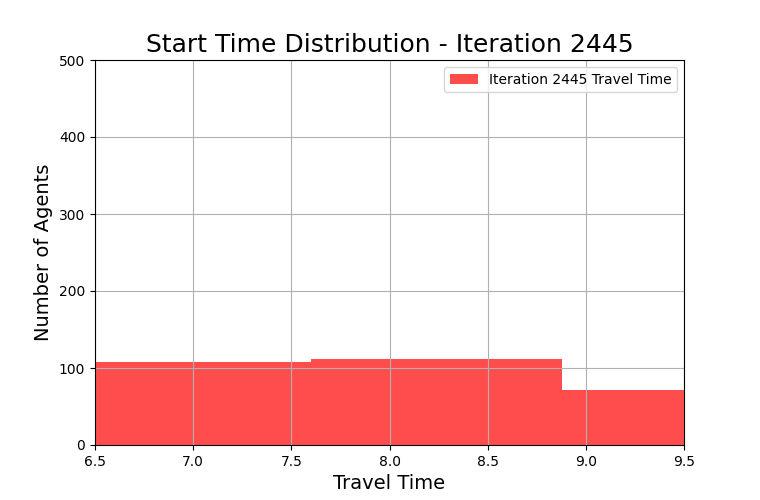 Start Time Distribution - Iteration 2445
Iteration 2445 Travel Time
Number of Agents
500
400
300
200
100
0
6.5 7.0 7.5 8.0 8.5 9.0 9.5
Travel Time